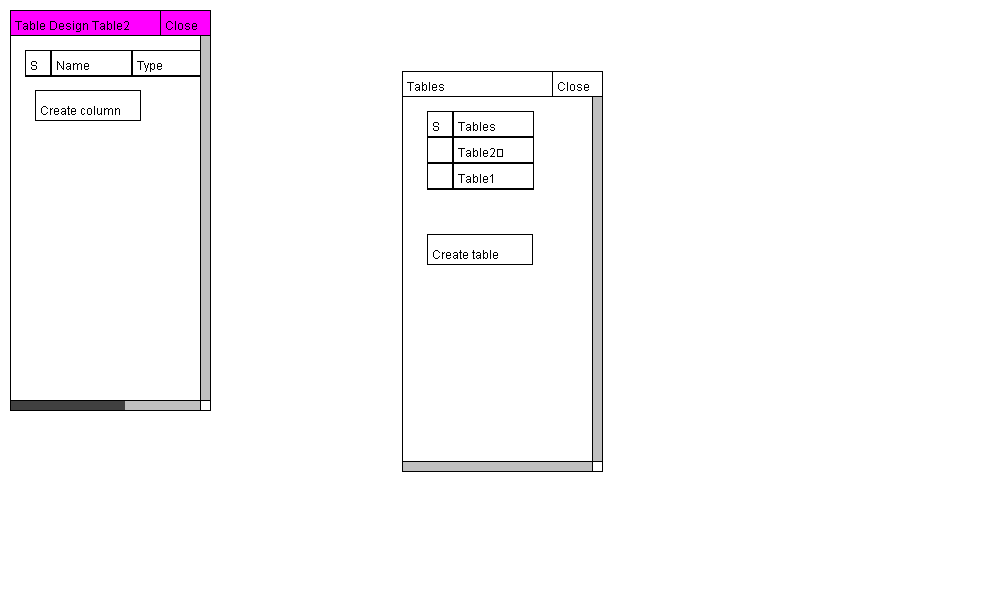 Table Design Table2 Close
S Name Type
Create column
Tables Close
S Tables
Table2▯
Table1
Create table